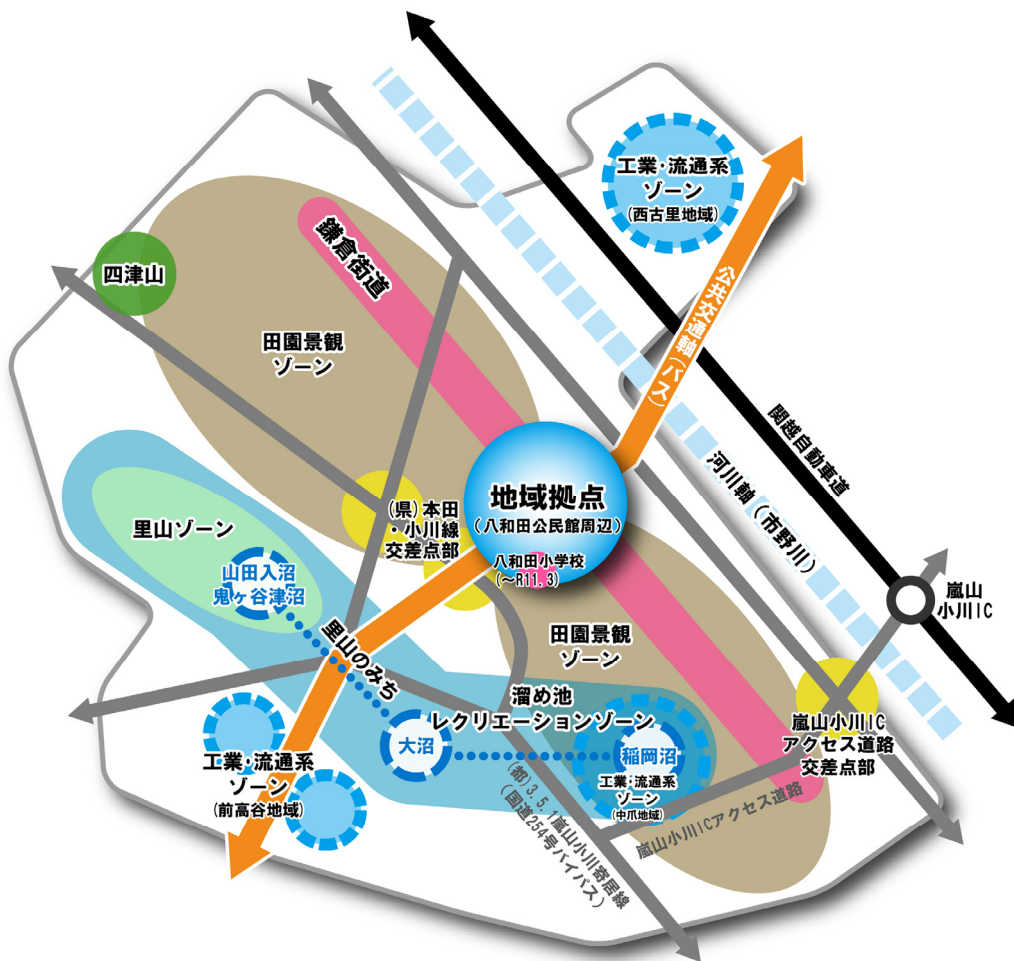 工業・流通系
ゾーン
(西古里地域)
四津山
鎌倉街道
公共交通軸(バス)
田園景観
ゾーン
関越自動車道
河川軸(市野川)
地域拠点
(八和田公民館周辺)
八和田小学校
(～R11.3)
(県)本田
・小川線
交差点部
里山ゾーン
山田入沼
鬼ヶ谷津沼
嵐山
小川IC
田園景観
ゾーン
里山のみち
溜め池
レクリエーションゾーン
大沼
稲岡沼
工業・流通系
ゾーン
(中爪地域)
嵐山小川IC
アクセス道路
交差点部
工業・流通系
ゾーン
(前高谷地域)
嵐山小川ICアクセス道路
(都)3.5.1嵐山小川寄居線
(国道254号バイパス)